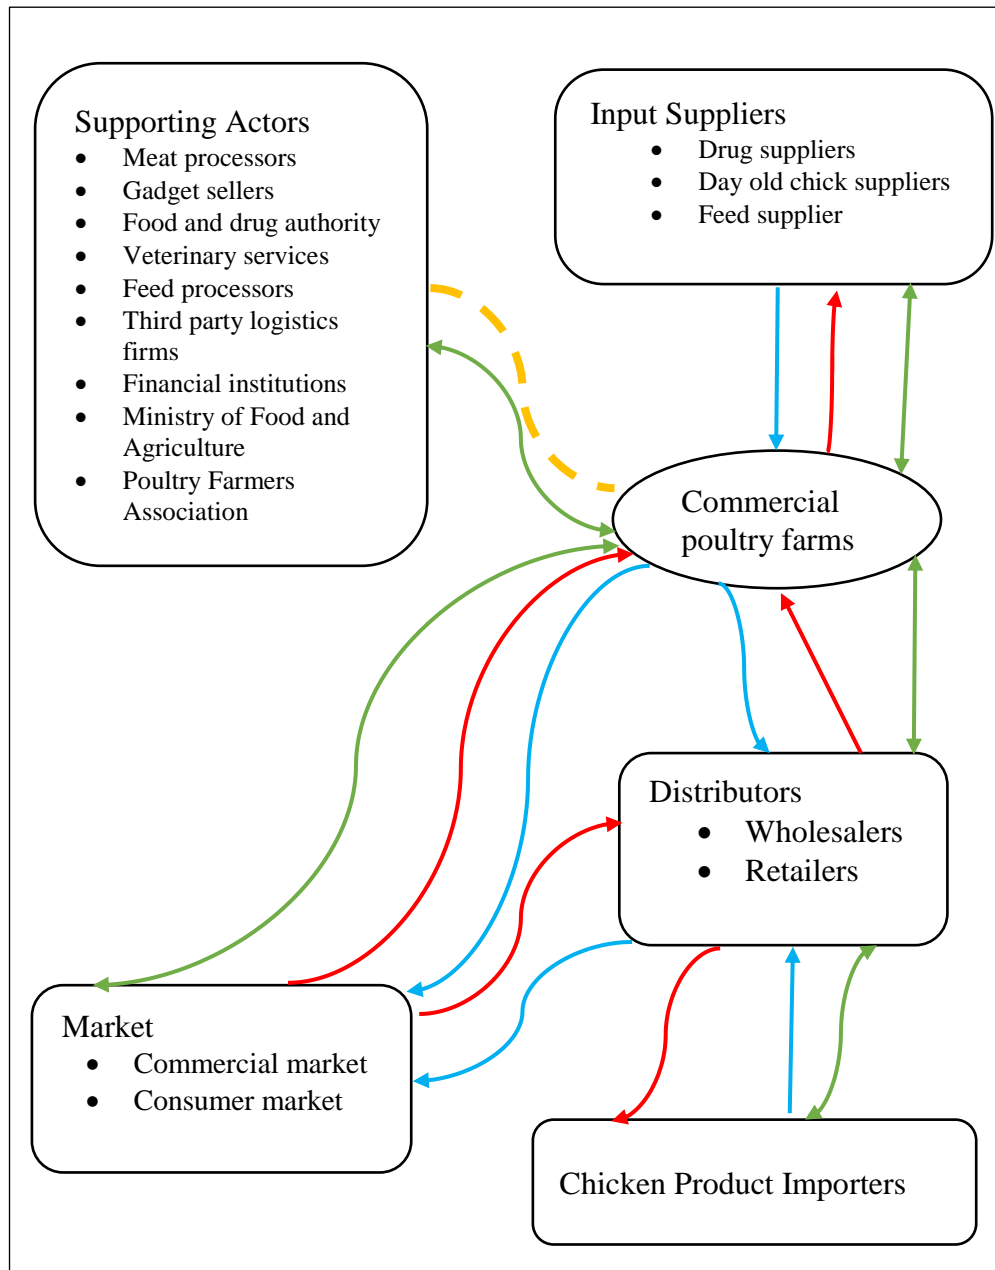 Supporting Actors
• Meat processors
• Gadget sellers
• Food and drug authority
• Veterinary services
• Feed processors
• Third party logistics
firms
• Financial institutions
• Ministry of Food and
Agriculture
• Poultry Farmers
Association
Input Suppliers
• Drug suppliers
• Day old chick suppliers
• Feed supplier
Commercial
poultry farms
Distributors
• Wholesalers
• Retailers
Market
• Commercial market
• Consumer market
Chicken Product Importers